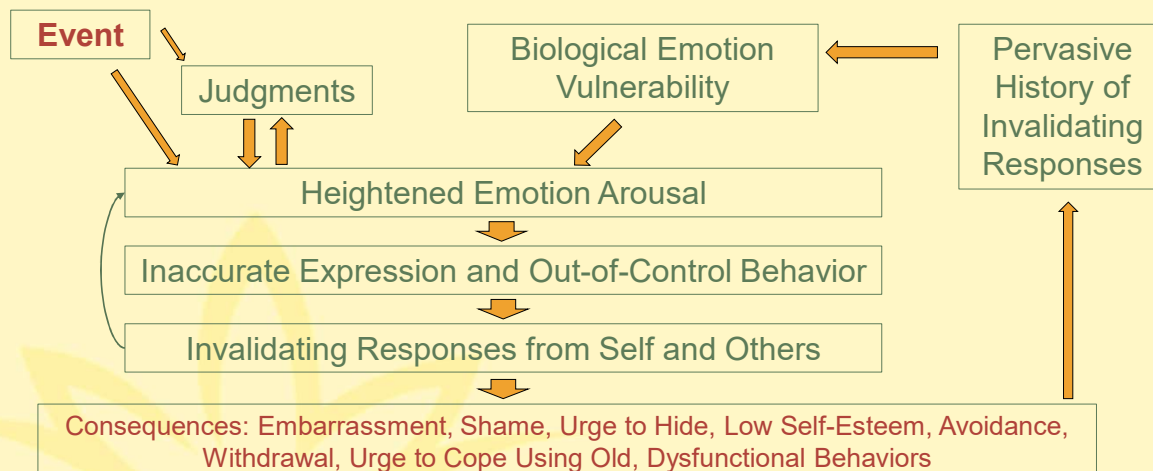 Event
Judgments
Biological Emotion
Vulnerability
Pervasive
History of
Invalidating
Responses
Heightened Emotion Arousal
Inaccurate Expression and Out-of-Control Behavior
Invalidating Responses from Self and Others
Consequences: Embarrassment, Shame, Urge to Hide, Low Self-Esteem, Avoidance,
Withdrawal, Urge to Cope Using Old, Dysfunctional Behaviors